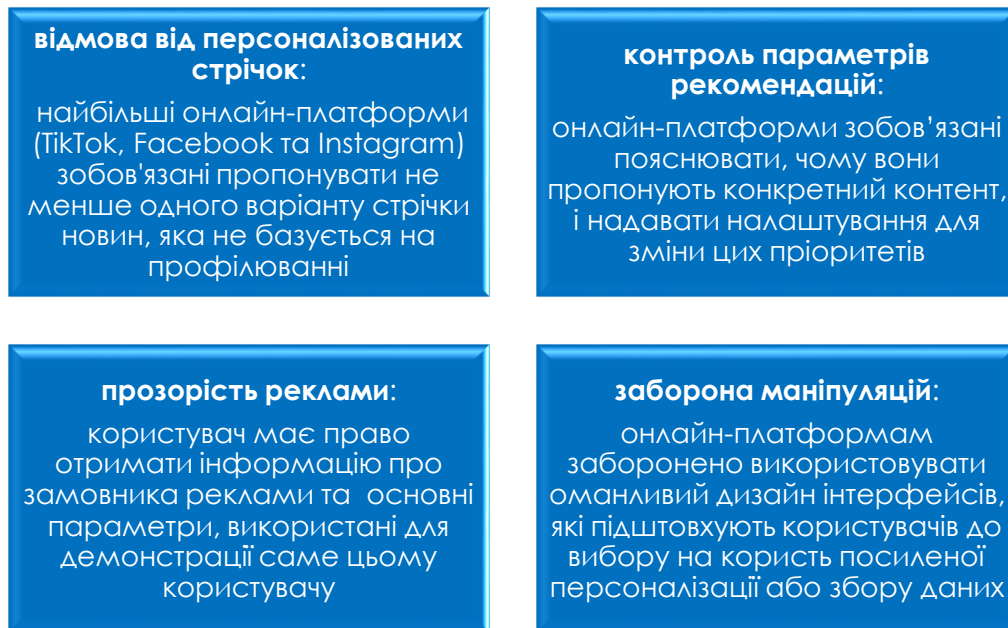 відмова від персоналізованих
стрічок:
найбільші онлайн-платформи
(TikTok, Facebook та Instagram)
зобов'язані пропонувати не
менше одного варіанту стрічки
новин, яка не базується на
профілюванні
контроль параметрів
рекомендацій:
онлайн-платформи зобов’язані
пояснювати, чому вони
пропонують конкретний контент,
і надавати налаштування для
зміни цих пріоритетів
прозорість реклами:
користувач має право
отримати інформацію про
замовника реклами та основні
параметри, використані для
демонстрації саме цьому
користувачу
заборона маніпуляцій:
онлайн-платформам
заборонено використовувати
оманливий дизайн інтерфейсів,
які підштовхують користувачів до
вибору на користь посиленої
персоналізації або збору даних